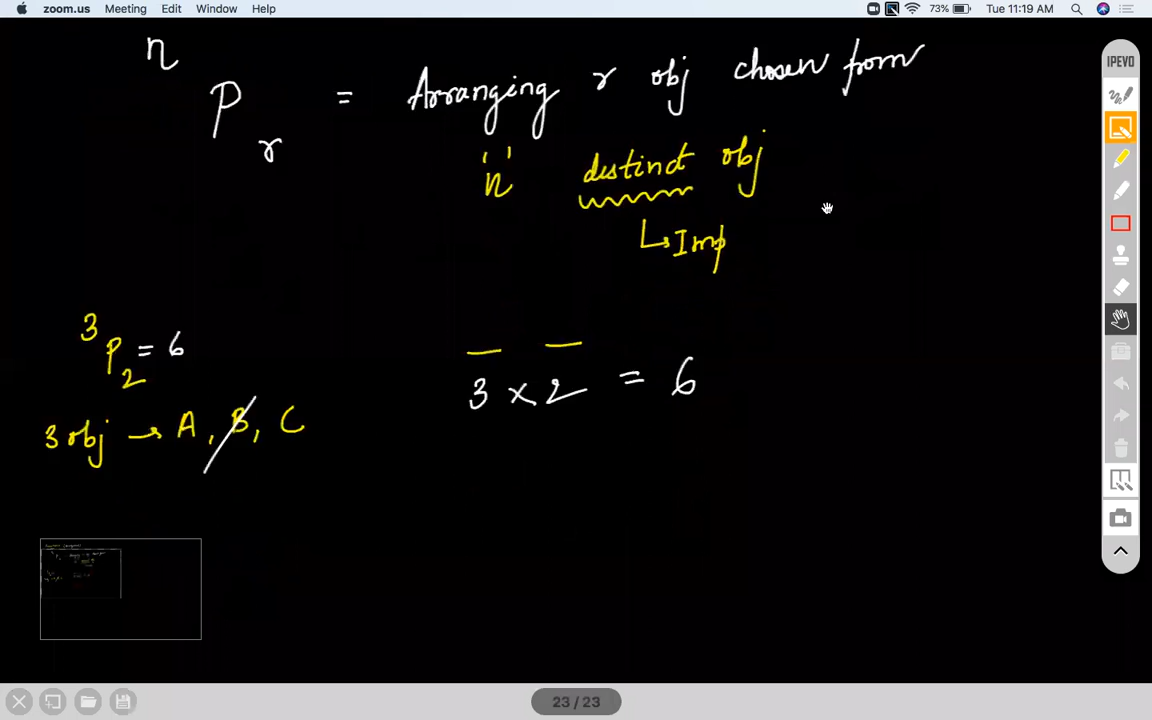 zoom.us Meeting Edit Window Help 73% Tue 11:19 AM
IPEVO
n P r = Arranging r obj chosen from
'n' distinct obj
↳ Imp
3 P 2 = 6
3 × 2 = 6
3 obj → A, B, C
23 / 23